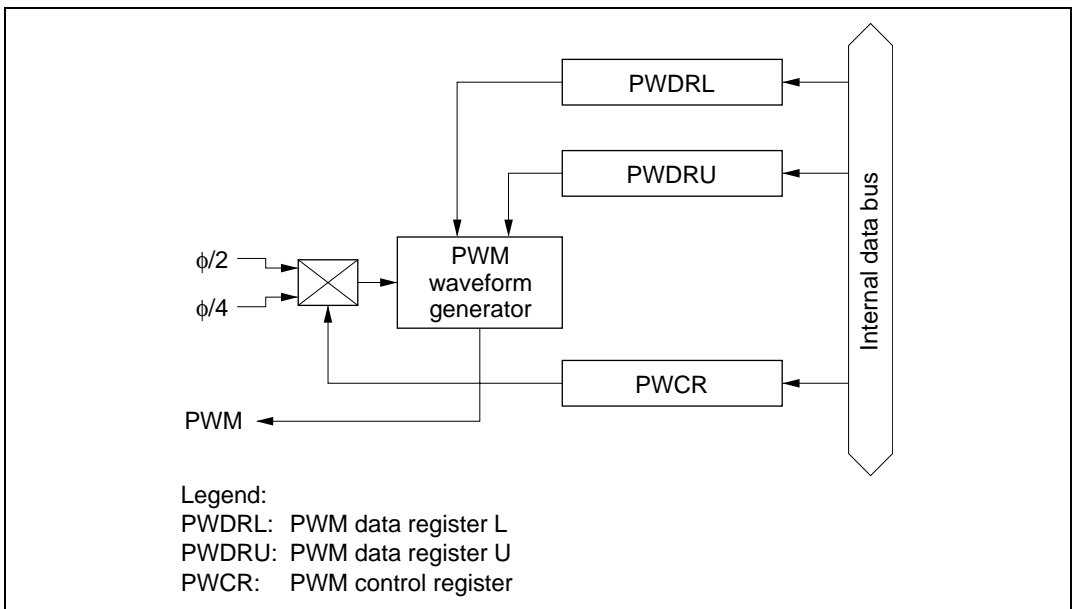 PWDRL
PWDRU
Internal data bus
ϕ/2
ϕ/4
PWM
waveform
generator
PWCR
PWM
Legend:
PWDRL: PWM data register L
PWDRU: PWM data register U
PWCR: PWM control register